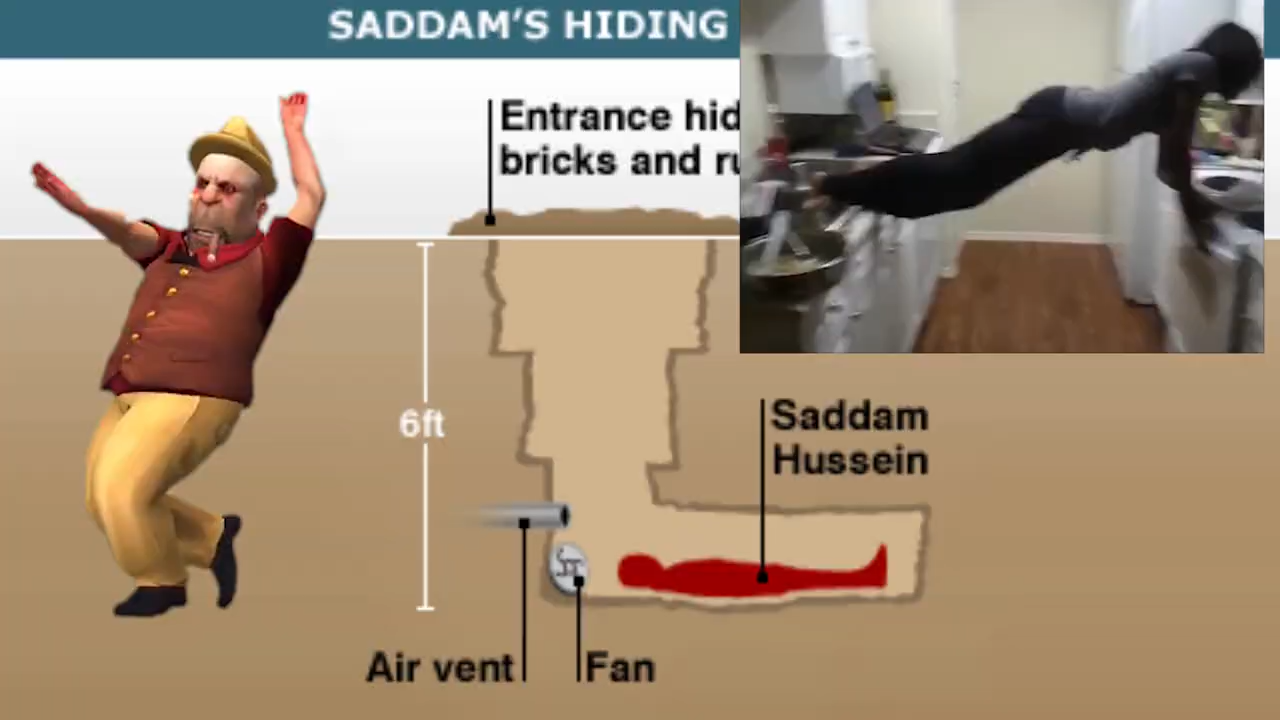 SADDAM'S HIDING
Entrance hid
bricks and ru
6ft
Saddam
Hussein
Air vent
Fan